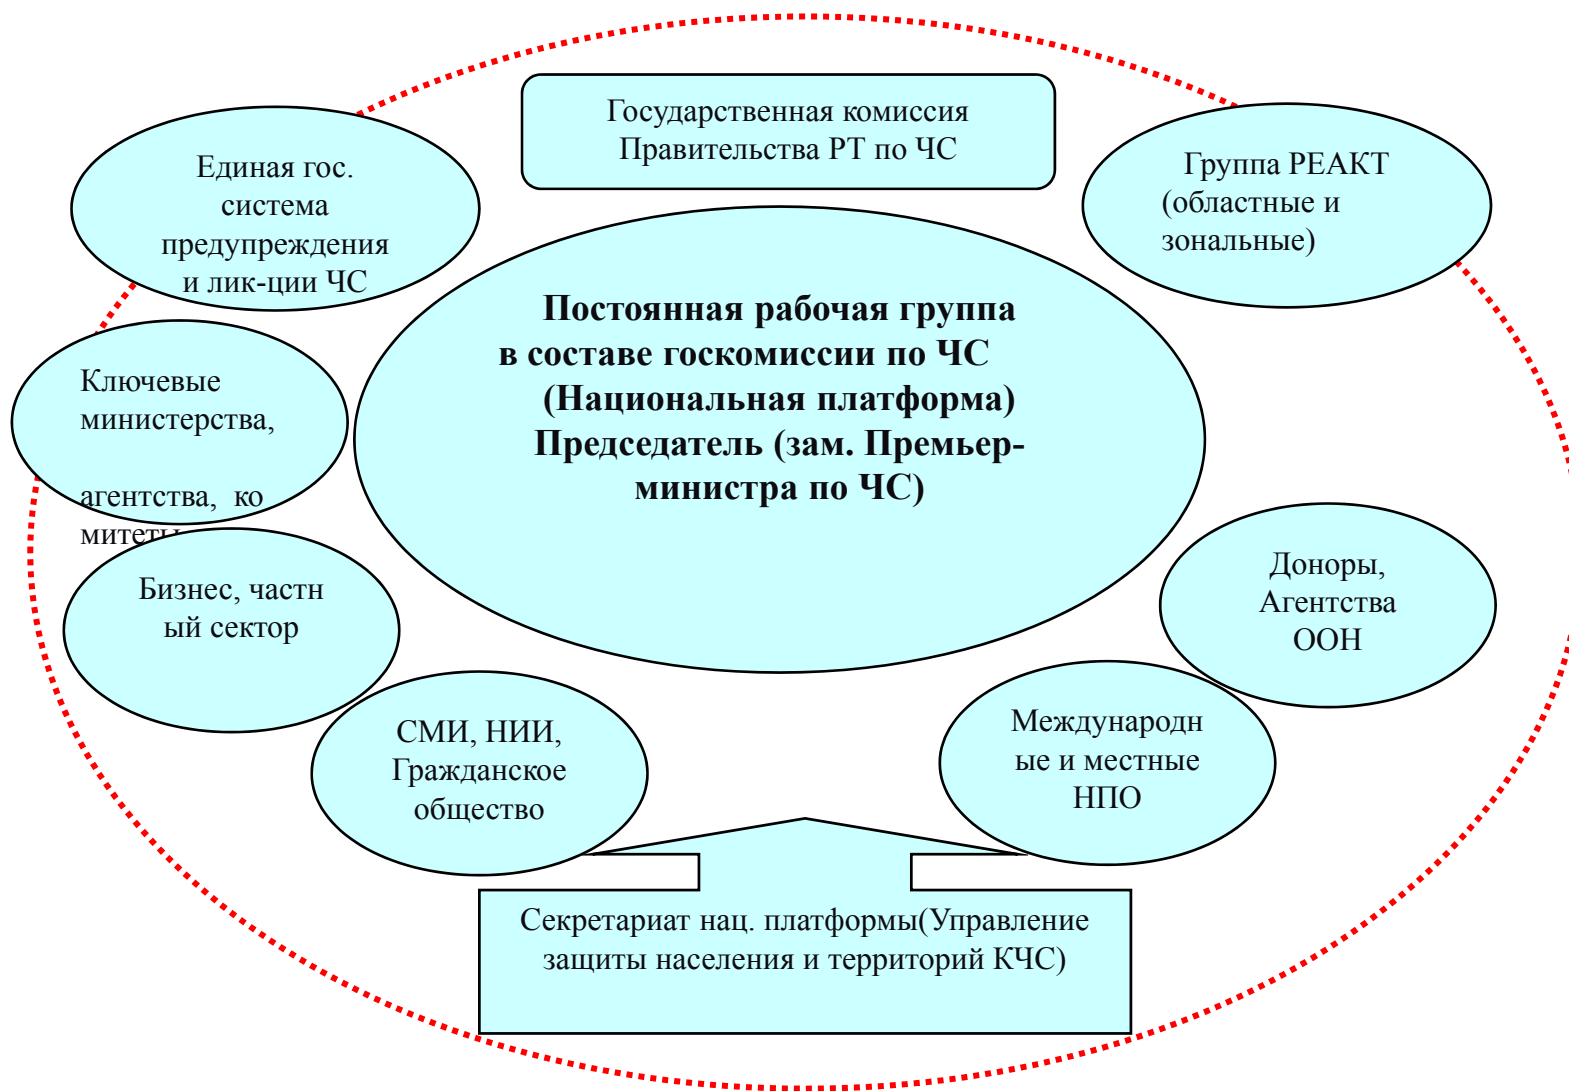 Государственная комиссия
Правительства РТ по ЧС
Единая гос.
система
предупреждения
и лик-ции ЧС
Группа РЕАКТ
(областные и
зональные)
Постоянная рабочая группа
в составе госкомиссии по ЧС
(Национальная платформа)
Председатель (зам. Премьер-
министра по ЧС)
Ключевые
министерства,
агентства, ко
митеты
Бизнес, частн
ый сектор
Доноры,
Агентства
ООН
СМИ, НИИ,
Гражданское
общество
Международн
ые и местные
НПО
Секретариат нац. платформы(Управление
защиты населения и территорий КЧС)